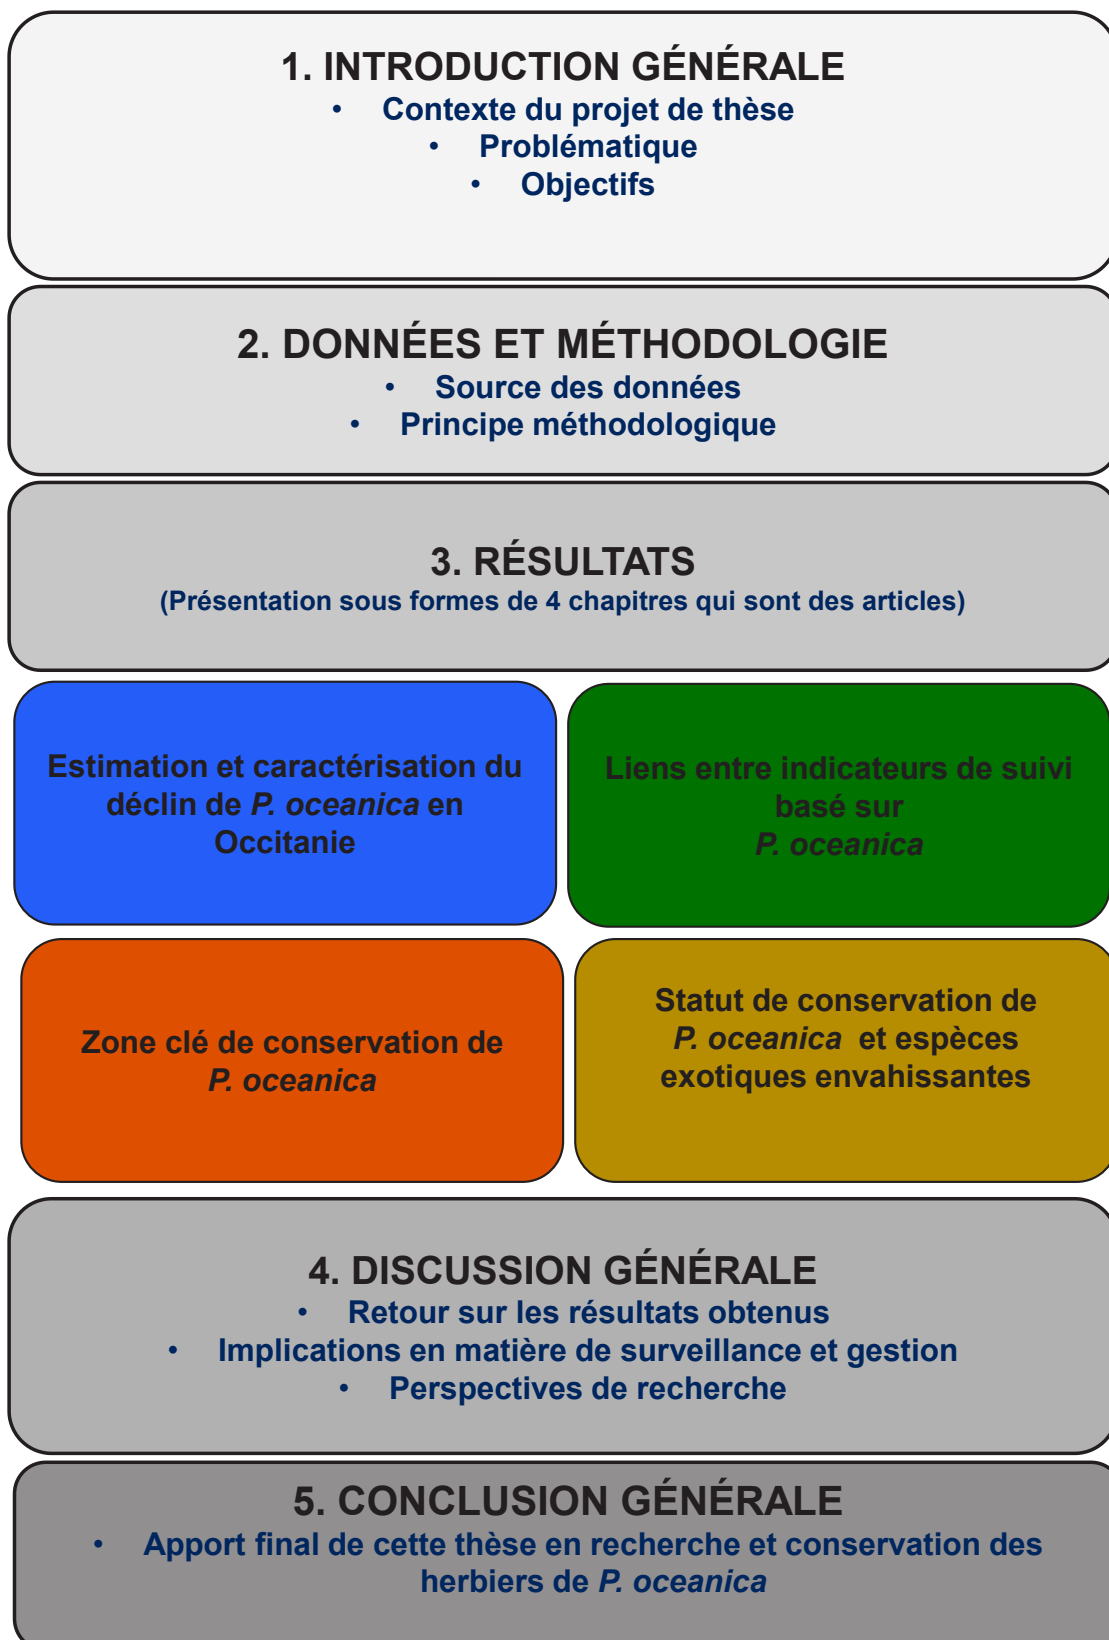 1. INTRODUCTION GÉNÉRALE
• Contexte du projet de thèse
• Problématique
• Objectifs
2. DONNÉES ET MÉTHODOLOGIE
• Source des données
• Principe méthodologique
3. RÉSULTATS
(Présentation sous formes de 4 chapitres qui sont des articles)
Estimation et caractérisation du
déclin de P. oceanica en
Occitanie
Liens entre indicateurs de suivi
basé sur
P. oceanica
Zone clé de conservation de
P. oceanica
Statut de conservation de
P. oceanica et espèces
exotiques envahissantes
4. DISCUSSION GÉNÉRALE
• Retour sur les résultats obtenus
• Implications en matière de surveillance et gestion
• Perspectives de recherche
5. CONCLUSION GÉNÉRALE
• Apport final de cette thèse en recherche et conservation des
herbiers de P. oceanica